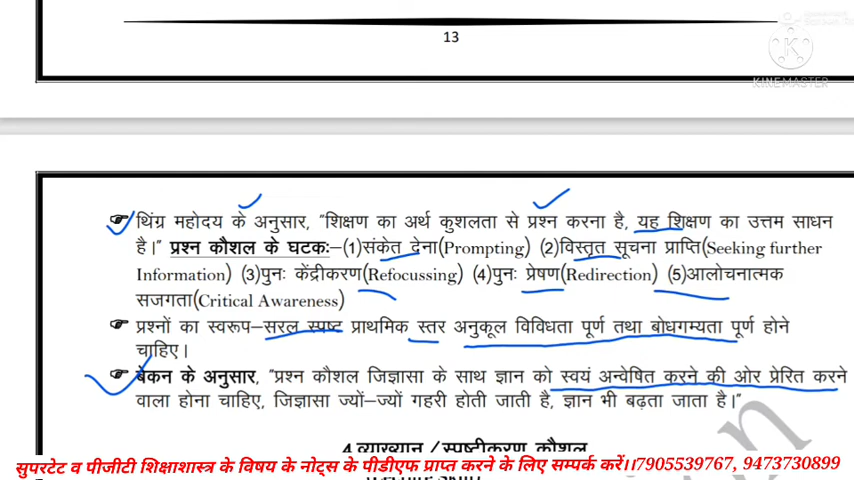 13
KINEMASTER
थिंग्र महोदय के अनुसार, "शिक्षण का अर्थ कुशलता से प्रश्न करना है, यह शिक्षण का उत्तम साधन
है।" प्रश्न कौशल के घटक:–(1)संकेत देना(Prompting) (2)विस्तृत सूचना प्राप्ति(Seeking further
Information) (3)पुनः केंद्रीकरण(Refocussing) (4)पुनः प्रेषण(Redirection) (5)आलोचनात्मक
सजगता(Critical Awareness)
प्रश्नों का स्वरूप–सरल स्पष्ट प्राथमिक स्तर अनुकूल विविधता पूर्ण तथा बोधगम्यता पूर्ण होने
चाहिए।
बेकन के अनुसार, "प्रश्न कौशल जिज्ञासा के साथ ज्ञान को स्वयं अन्वेषित करने की ओर प्रेरित करने
वाला होना चाहिए, जिज्ञासा ज्यों–ज्यों गहरी होती जाती है, ज्ञान भी बढ़ता जाता है।"
4.व्याख्यान/स्पष्टीकरण कौशल
सुपरटेट व पीजीटी शिक्षाशास्त्र के विषय के नोट्स के पीडीएफ प्राप्त करने के लिए सम्पर्क करें।।7905539767, 9473730899